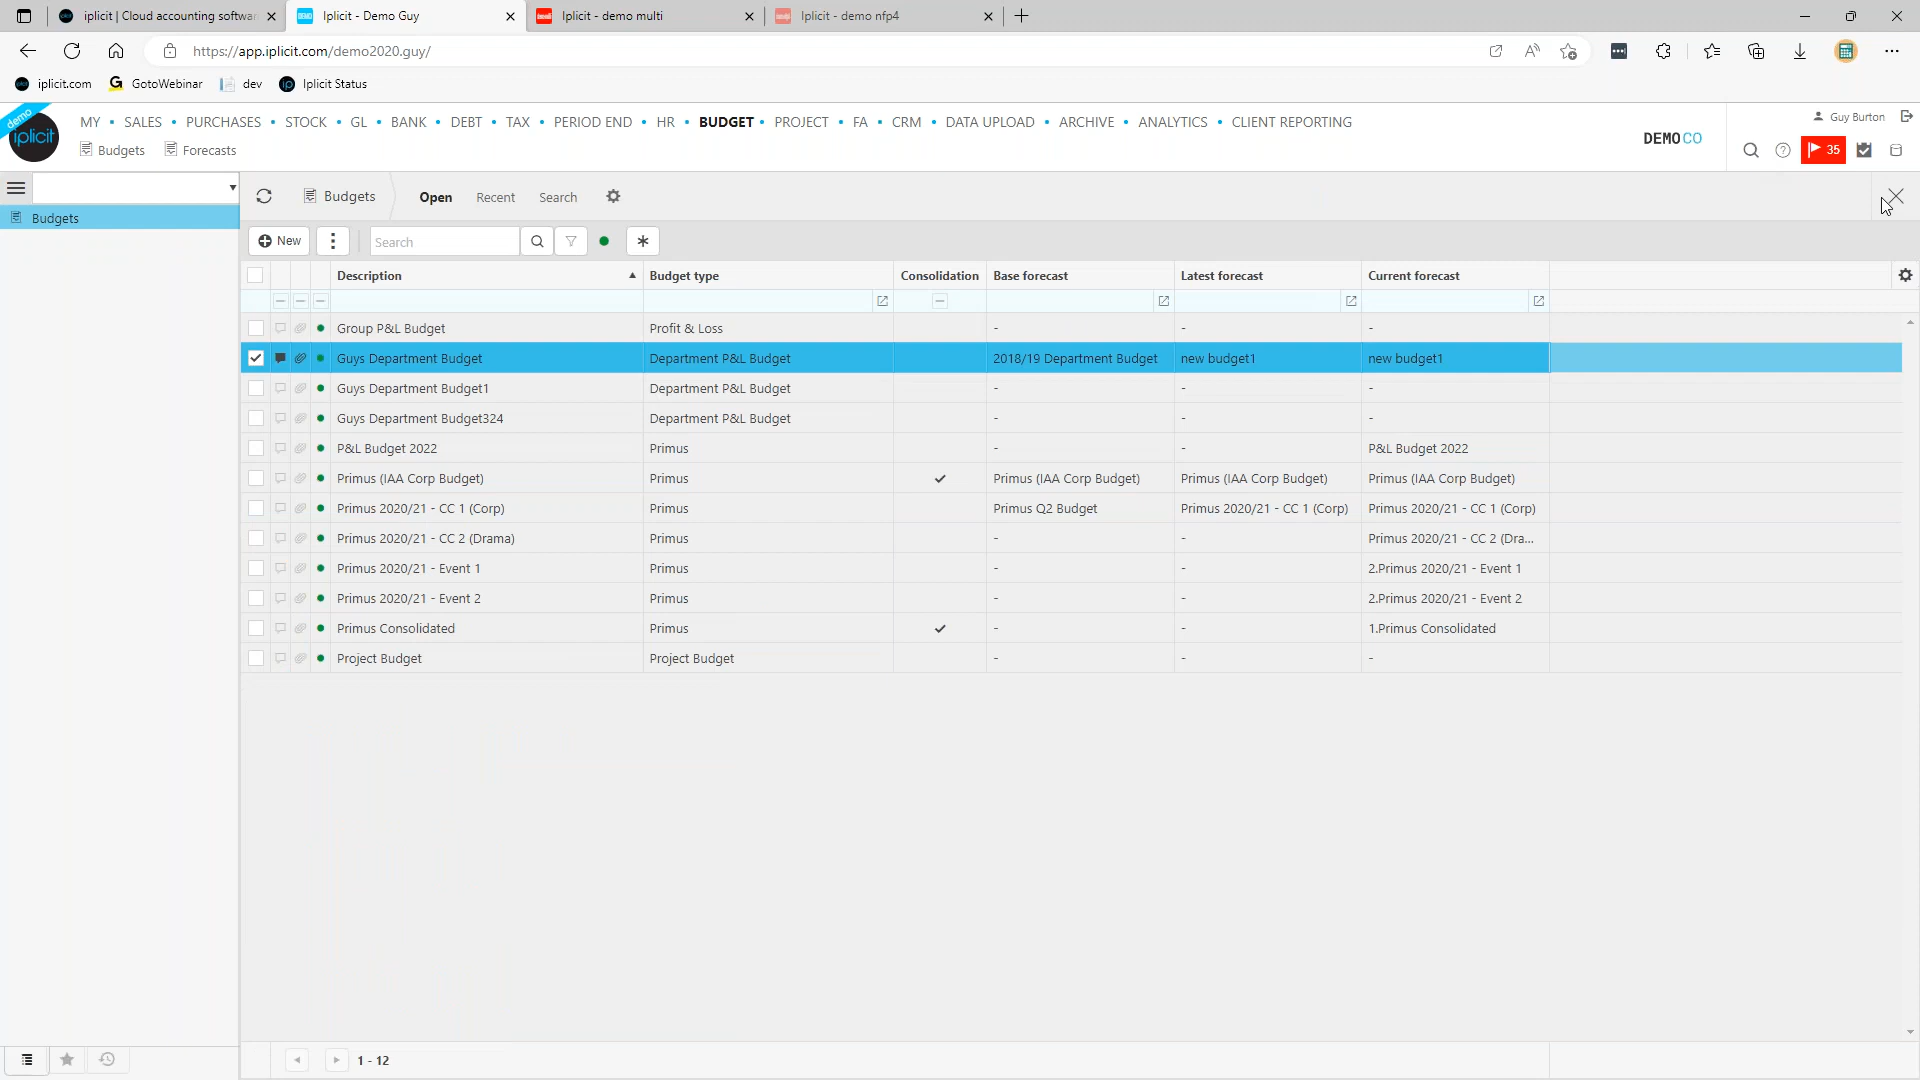 iplicit | Cloud accounting softwar
Iplicit - Demo Guy
Iplicit - demo multi
Iplicit - demo nfp4
https://app.iplicit.com/demo2020.guy/
iplicit.com
GotoWebinar
dev
Iplicit Status
demo
iplicit
MY • SALES • PURCHASES • STOCK • GL • BANK • DEBT • TAX • PERIOD END • HR • BUDGET • PROJECT • FA • CRM • DATA UPLOAD • ARCHIVE • ANALYTICS • CLIENT REPORTING
Budgets Forecasts
DEMOCO
Guy Burton
35
Budgets
Budgets Open Recent Search
New Search
Description Budget type Consolidation Base forecast Latest forecast Current forecast
Group P&L Budget Profit & Loss - - -
Guys Department Budget Department P&L Budget 2018/19 Department Budget new budget1 new budget1
Guys Department Budget1 Department P&L Budget - - -
Guys Department Budget324 Department P&L Budget - - -
P&L Budget 2022 Primus - - P&L Budget 2022
Primus (IAA Corp Budget) Primus Primus (IAA Corp Budget) Primus (IAA Corp Budget) Primus (IAA Corp Budget)
Primus 2020/21 - CC 1 (Corp) Primus Primus Q2 Budget Primus 2020/21 - CC 1 (Corp) Primus 2020/21 - CC 1 (Corp)
Primus 2020/21 - CC 2 (Drama) Primus - - Primus 2020/21 - CC 2 (Dra...
Primus 2020/21 - Event 1 Primus - - 2.Primus 2020/21 - Event 1
Primus 2020/21 - Event 2 Primus - - 2.Primus 2020/21 - Event 2
Primus Consolidated Primus - - 1.Primus Consolidated
Project Budget Project Budget - - -
1 - 12